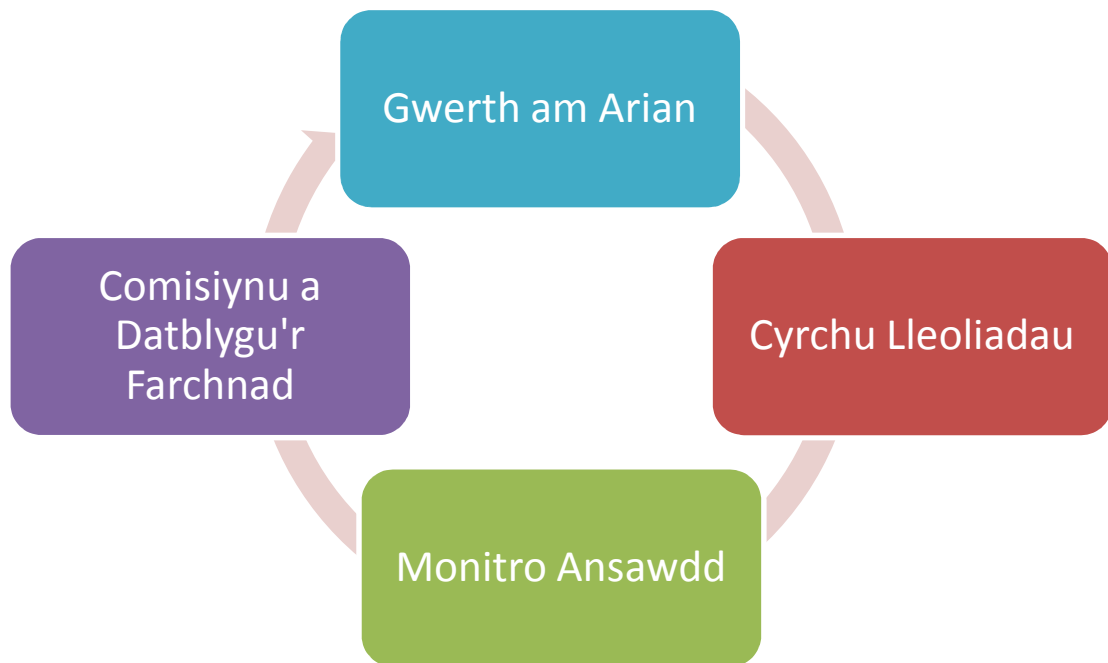 Gwerth am Arian
Comisiynu a
Datblygu'r
Farchnad
Cyrchu Lleoliadau
Monitro Ansawdd